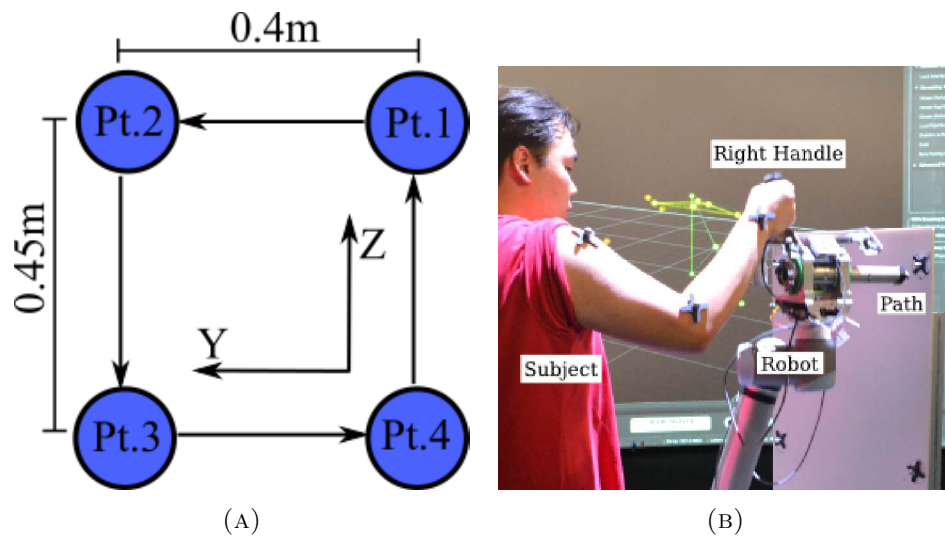 0.4m
Pt.2
Pt.1
0.45m
Z
Y
Pt.3
Pt.4
(A)
Right Handle
Path
Robot
Subject
(B)